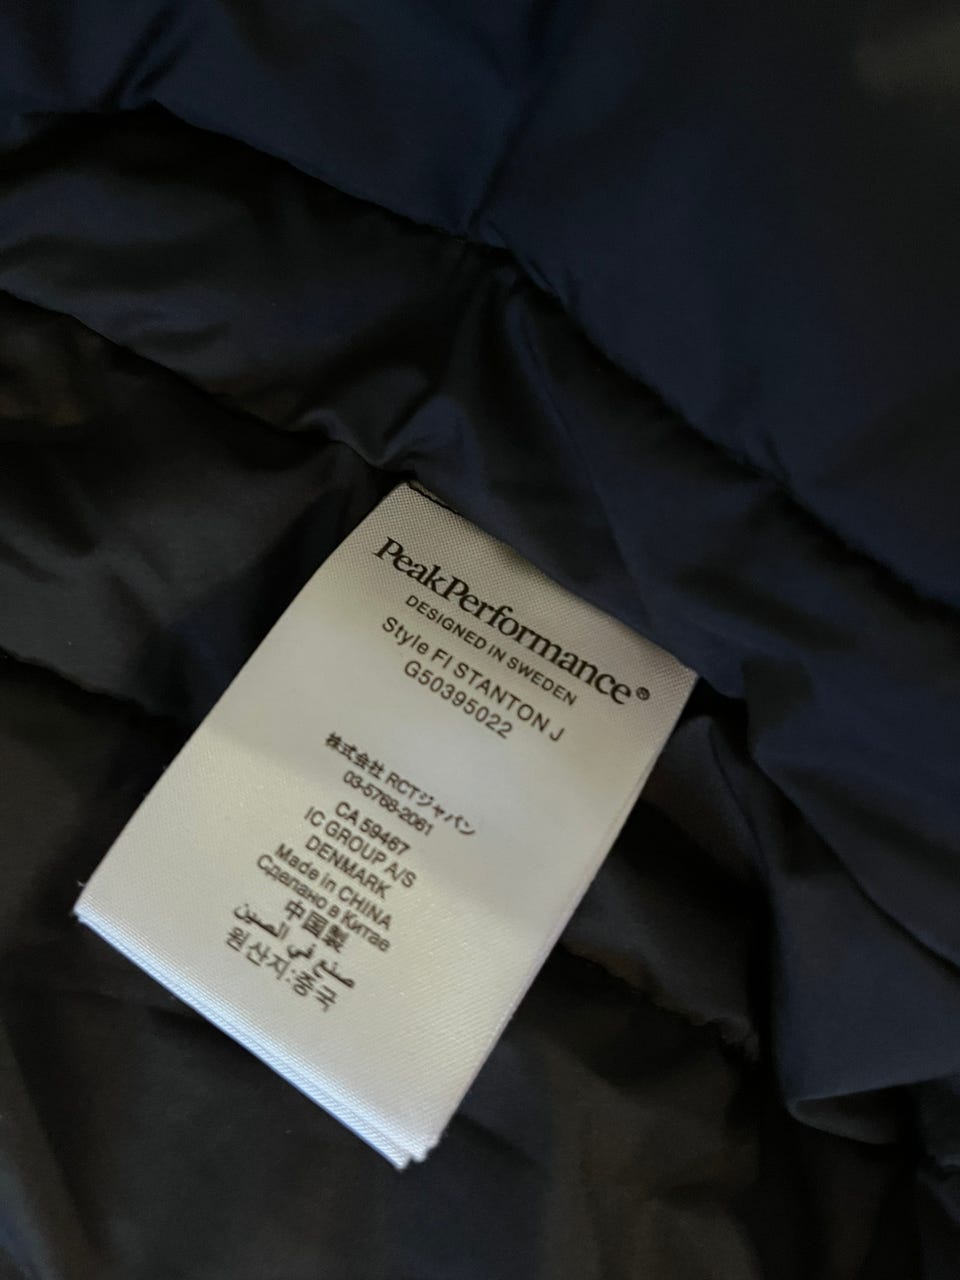 PeakPerformance®
DESIGNED IN SWEDEN
Style FI STANTON J
G50395022
株式会社 RCTジャパン
03-5768-2061
CA 59467
IC GROUP A/S
DENMARK
Made in CHINA
Сделано в Китае
中国製
صنع في الصين
원산지:중국